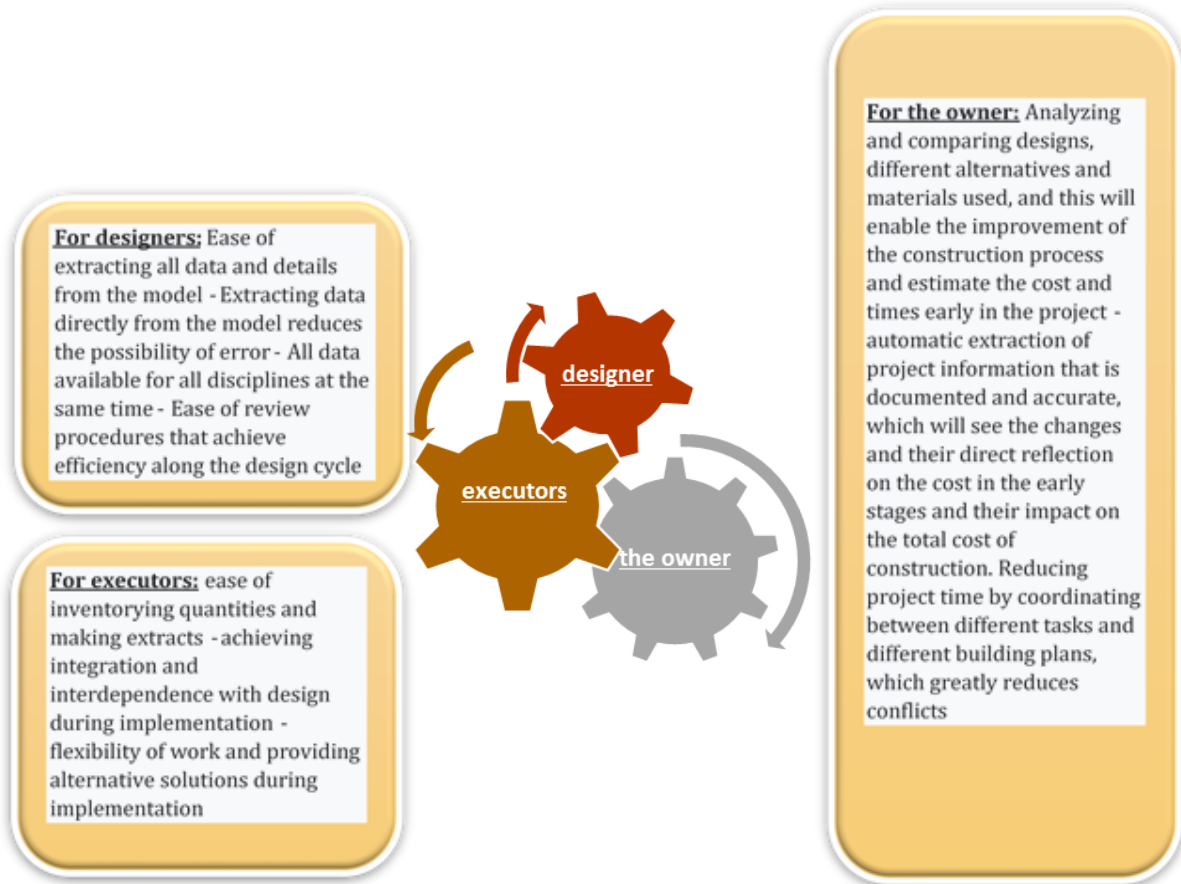 For designers: Ease of
extracting all data and details
from the model - Extracting data
directly from the model reduces
the possibility of error - All data
available for all disciplines at the
same time - Ease of review
procedures that achieve
efficiency along the design cycle
For executors: ease of
inventorying quantities and
making extracts - achieving
integration and
interdependence with design
during implementation -
flexibility of work and providing
alternative solutions during
implementation
designer
executors
the owner
For the owner: Analyzing
and comparing designs,
different alternatives and
materials used, and this will
enable the improvement of
the construction process
and estimate the cost and
times early in the project -
automatic extraction of
project information that is
documented and accurate,
which will see the changes
and their direct reflection
on the cost in the early
stages and their impact on
the total cost of
construction. Reducing
project time by coordinating
between different tasks and
different building plans,
which greatly reduces
conflicts